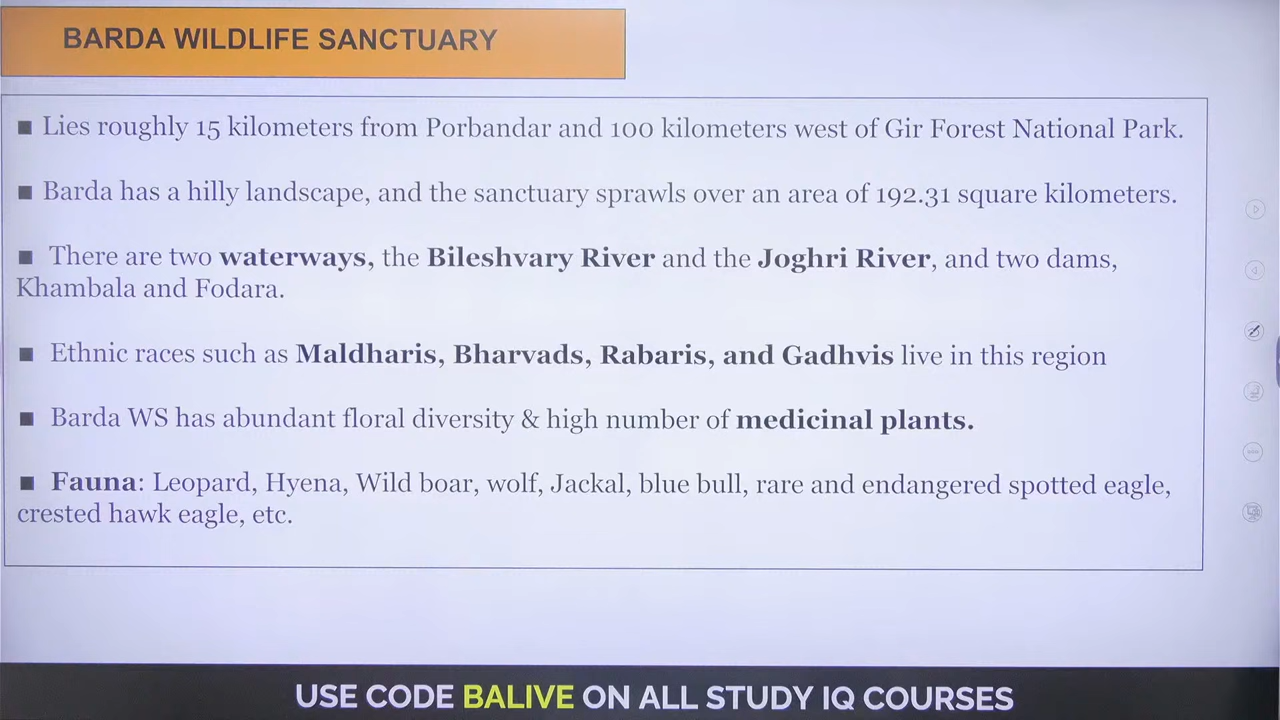 BARDA WILDLIFE SANCTUARY
▪ Lies roughly 15 kilometers from Porbandar and 100 kilometers west of Gir Forest National Park.
▪ Barda has a hilly landscape, and the sanctuary sprawls over an area of 192.31 square kilometers.
▪ There are two waterways, the Bileshvary River and the Joghri River, and two dams,
Khambala and Fodara.
▪ Ethnic races such as Maldharis, Bharvads, Rabaris, and Gadhvis live in this region
▪ Barda WS has abundant floral diversity & high number of medicinal plants.
▪ Fauna: Leopard, Hyena, Wild boar, wolf, Jackal, blue bull, rare and endangered spotted eagle,
crested hawk eagle, etc.
USE CODE BALIVE ON ALL STUDY IQ COURSES